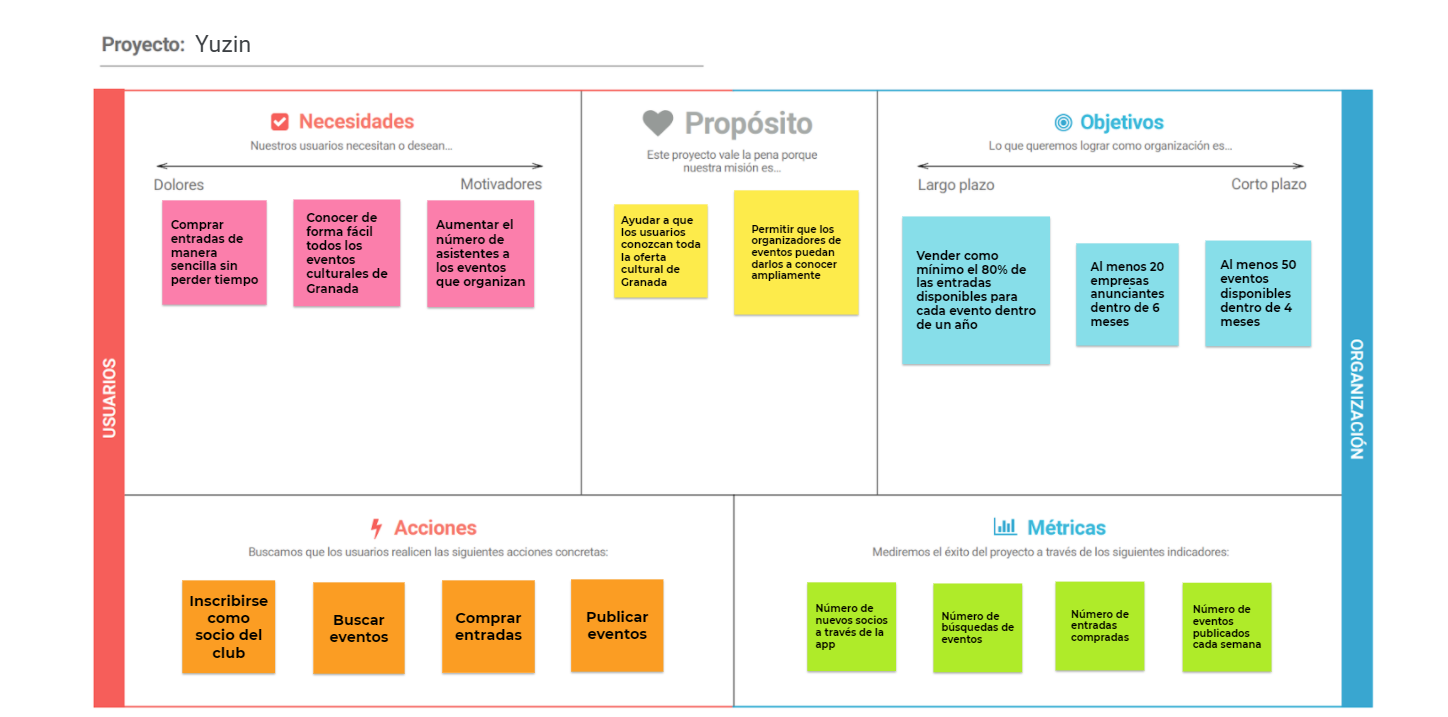 Proyecto: Yuzin
Necesidades
Nuestros usuarios necesitan o desean...
Dolores
Motivadores
Comprar
entradas de
manera
sencilla sin
perder tiempo
Conocer de
forma fácil
todos los
eventos
culturales de
Granada
Aumentar el
número de
asistentes a
los eventos
que organizan
Propósito
Este proyecto vale la pena porque
nuestra misión es...
Ayudar a que
los usuarios
conozcan toda
la oferta
cultural de
Granada
Permitir que los
organizadores de
eventos puedan
darlos a conocer
ampliamente
Objetivos
Lo que queremos lograr como organización es...
Largo plazo
Corto plazo
Vender como
mínimo el 80% de
las entradas
disponibles para
cada evento dentro
de un año
Al menos 20
empresas
anunciantes
dentro de 6
meses
Al menos 50
eventos
disponibles
dentro de 4
meses
USUARIOS
ORGANIZACIÓN
Acciones
Buscamos que los usuarios realicen las siguientes acciones concretas:
Inscribirse
como
socio del
club
Buscar
eventos
Comprar
entradas
Publicar
eventos
Métricas
Mediremos el éxito del proyecto a través de los siguientes indicadores:
Número de
nuevos socios
a través de la
app
Número de
búsquedas de
eventos
Número de
entradas
compradas
Número de
eventos
publicados
cada semana